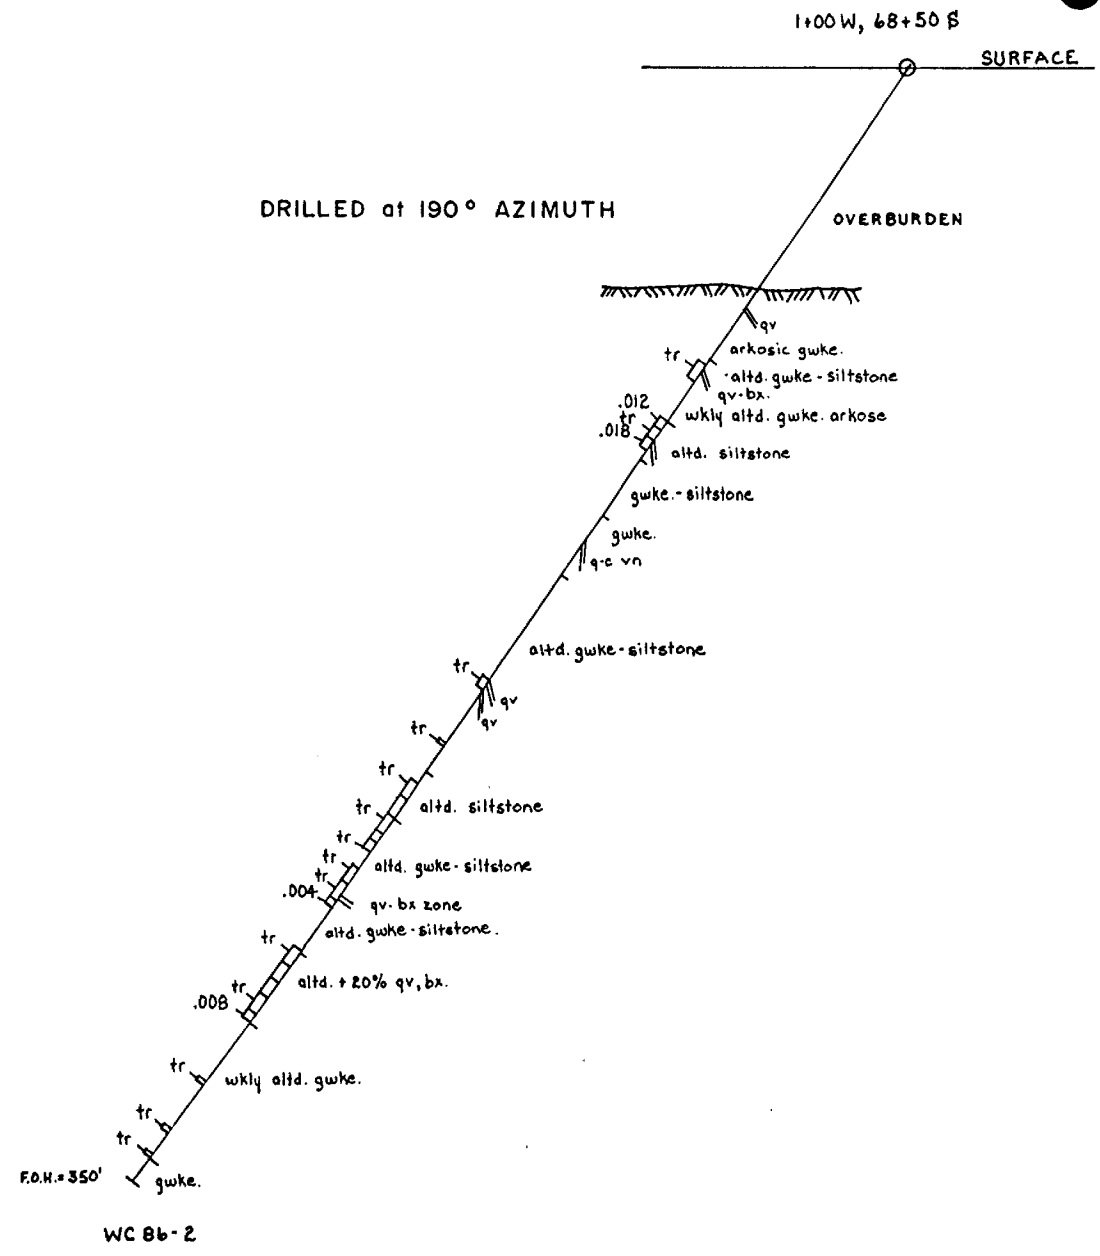 1+00 W, 68+50 S
SURFACE
DRILLED at 190° AZIMUTH
OVERBURDEN
qv
arkosic gwke.
tr
altd. gwke - siltstone
qv-bx.
.012
tr
wkly altd. gwke. arkose
.018
altd. siltstone
gwke.-siltstone
gwke.
q-c vn
altd. gwke-siltstone
tr
qv
qv
tr
tr
tr
altd. siltstone
tr
tr
altd. gwke-siltstone
tr
.004
qv-bx zone
altd. gwke-siltstone.
tr
altd. + 20% qv, bx.
tr
.008
tr
wkly altd. gwke.
tr
tr
F.O.H.= 350'
gwke.
WC 86-2